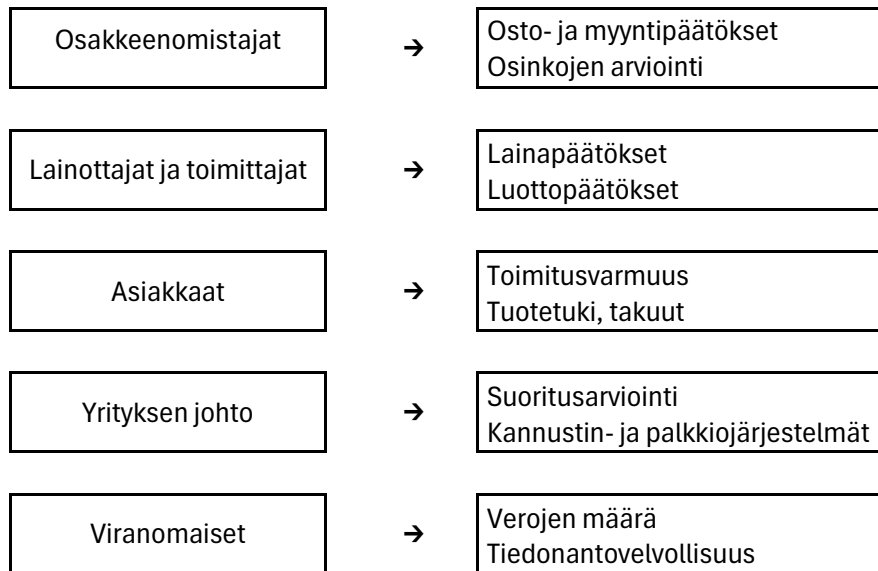 Osakkeenomistajat
→
Osto- ja myyntipäätökset
Osinkojen arviointi
Lainottajat ja toimittajat
→
Lainapäätökset
Luottopäätökset
Asiakkaat
→
Toimitusvarmuus
Tuotetuki, takuut
Yrityksen johto
→
Suoritusarviointi
Kannustin- ja palkkiojärjestelmät
Viranomaiset
→
Verojen määrä
Tiedonantovelvollisuus